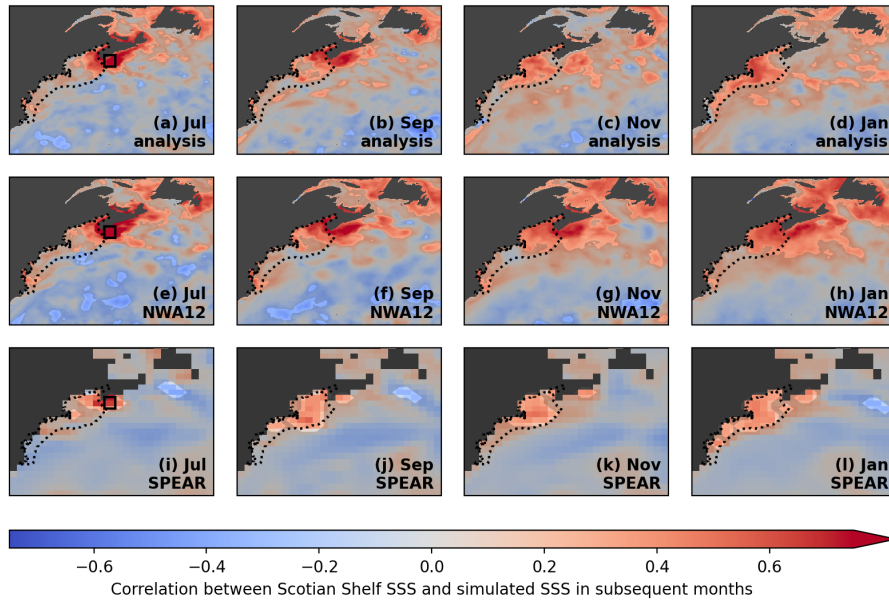 (a) Jul
analysis
(b) Sep
analysis
(c) Nov
analysis
(d) Jan
analysis
(e) Jul
NWA12
(f) Sep
NWA12
(g) Nov
NWA12
(h) Jan
NWA12
(i) Jul
SPEAR
(j) Sep
SPEAR
(k) Nov
SPEAR
(l) Jan
SPEAR
−0.6 −0.4 −0.2 0.0 0.2 0.4 0.6
Correlation between Scotian Shelf SSS and simulated SSS in subsequent months